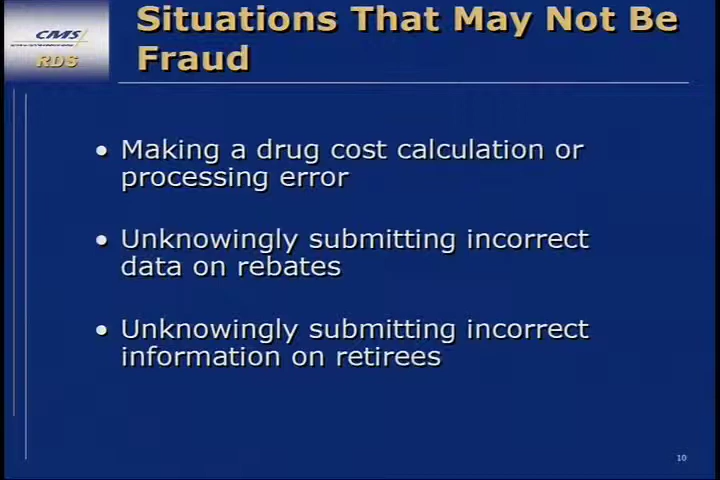 Situations That May Not Be
Fraud
CMS
RDS
• Making a drug cost calculation or
processing error
• Unknowingly submitting incorrect
data on rebates
• Unknowingly submitting incorrect
information on retirees
10